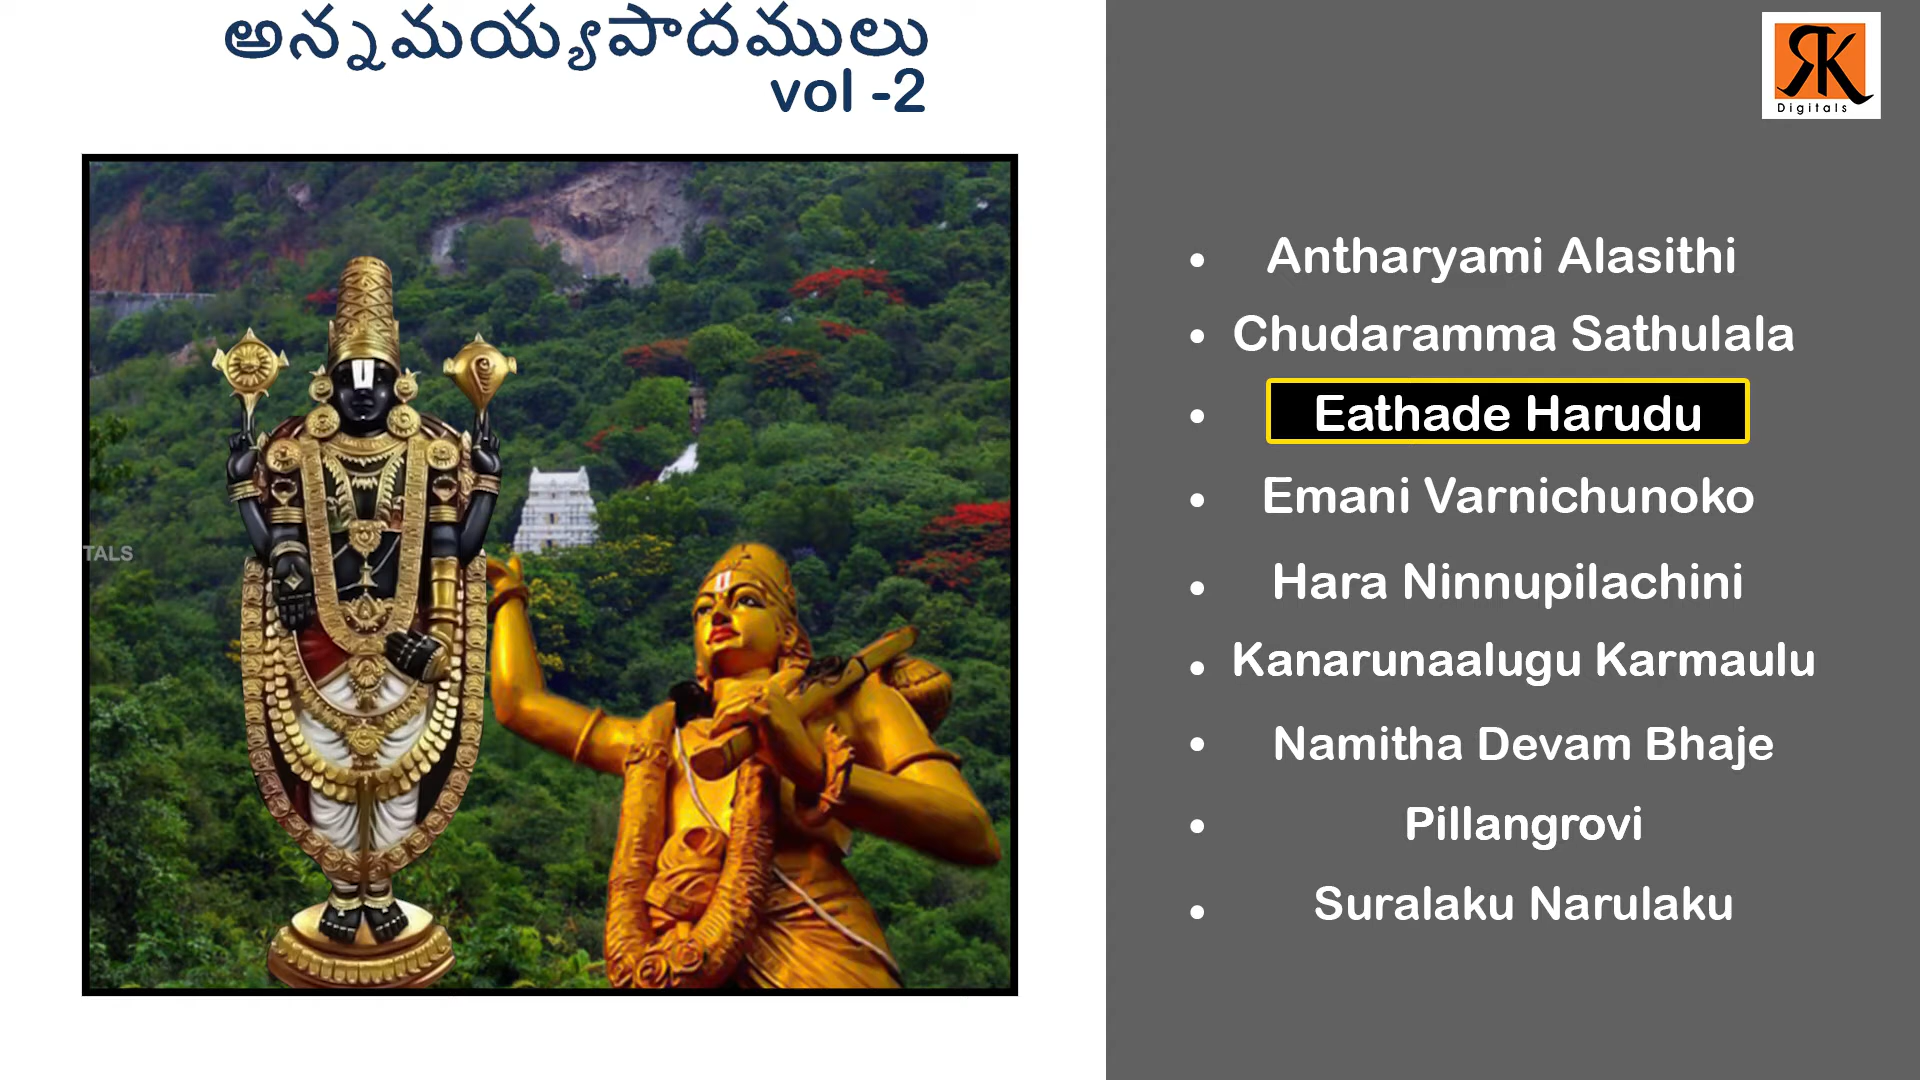 అన్నమయ్యపాదములు
vol -2
RK
Digitals
• Antharyami Alasithi
• Chudaramma Sathulala
• Eathade Harudu
• Emani Varnichunoko
• Hara Ninnupilachini
• Kanarunaalugu Karmaulu
• Namitha Devam Bhaje
• Pillangrovi
• Suralaku Narulaku
TALS